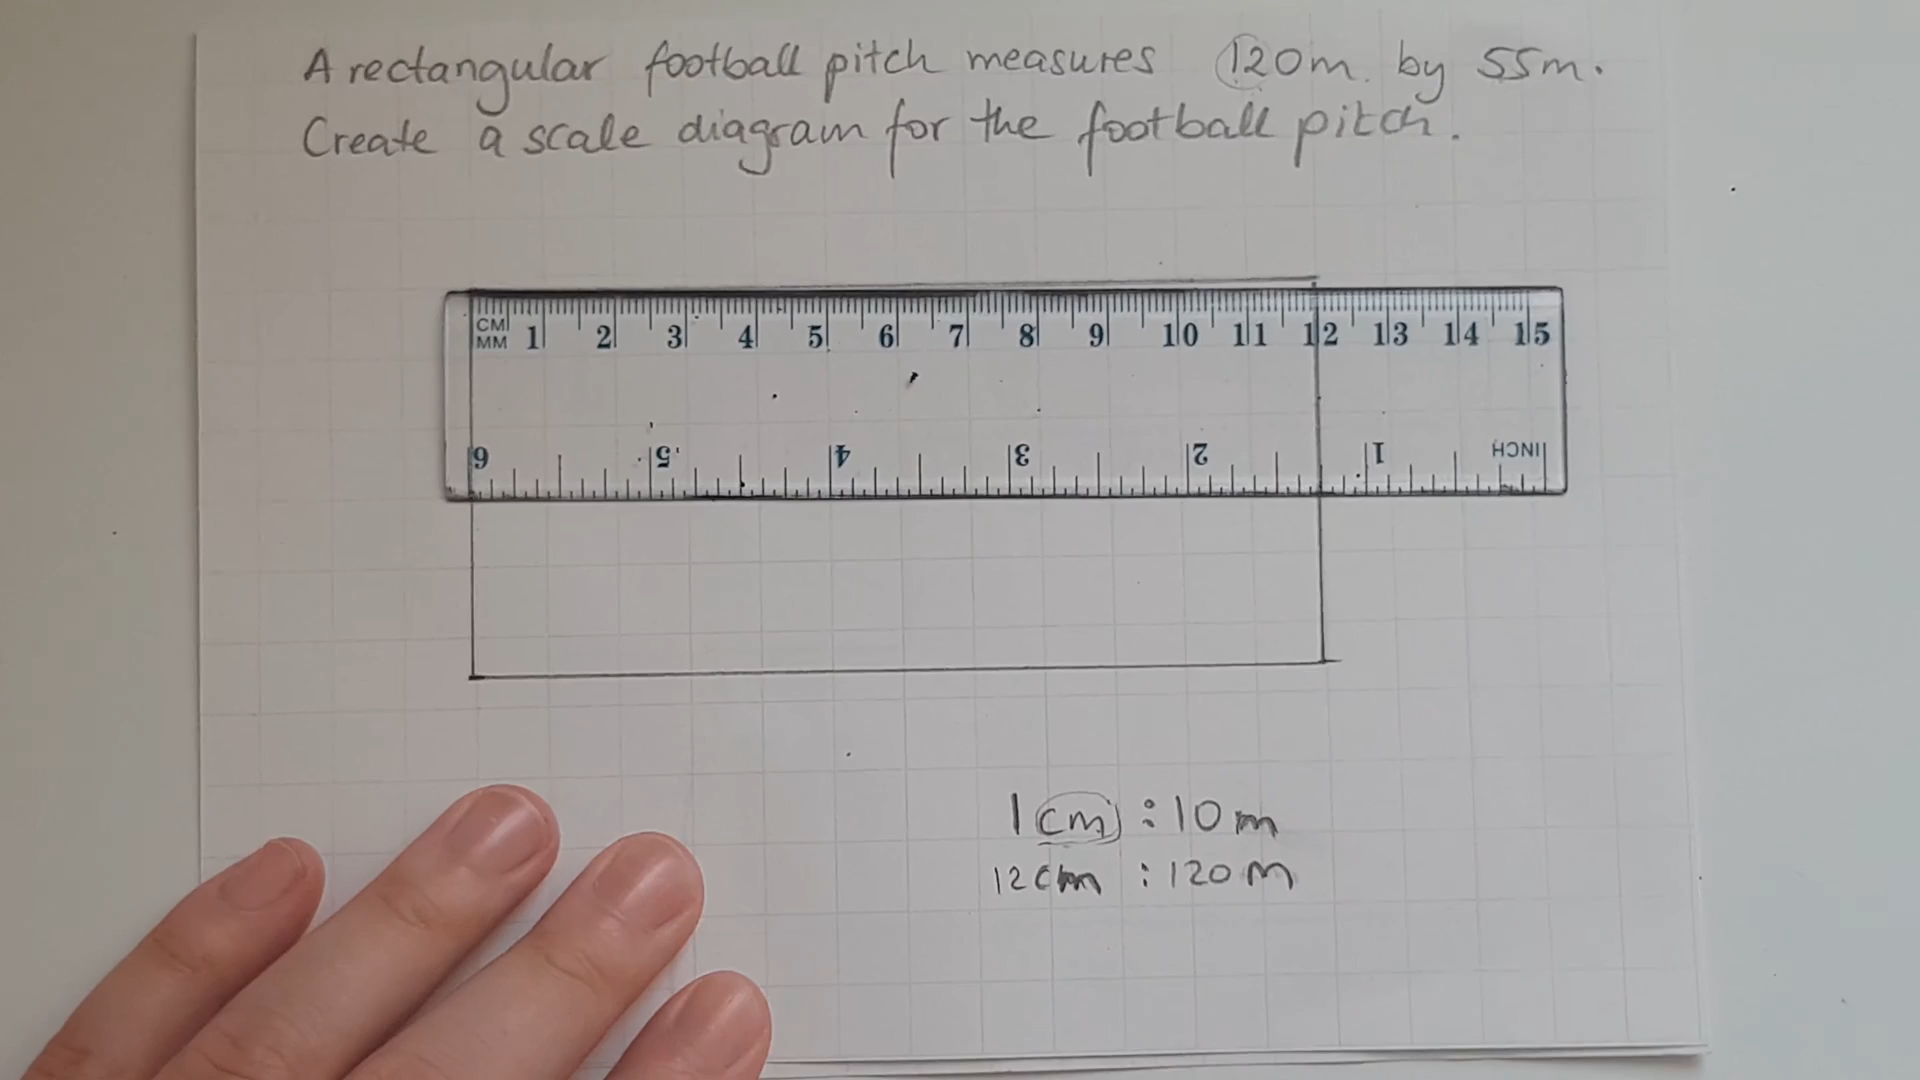 A rectangular football pitch measures 120m by 55m.
Create a scale diagram for the football pitch.
CM 1 2 3 4 5 6 7 8 9 10 11 12 13 14 15
MM
6 5 4 3 2 1 INCH
1cm : 10m
12cm : 120m